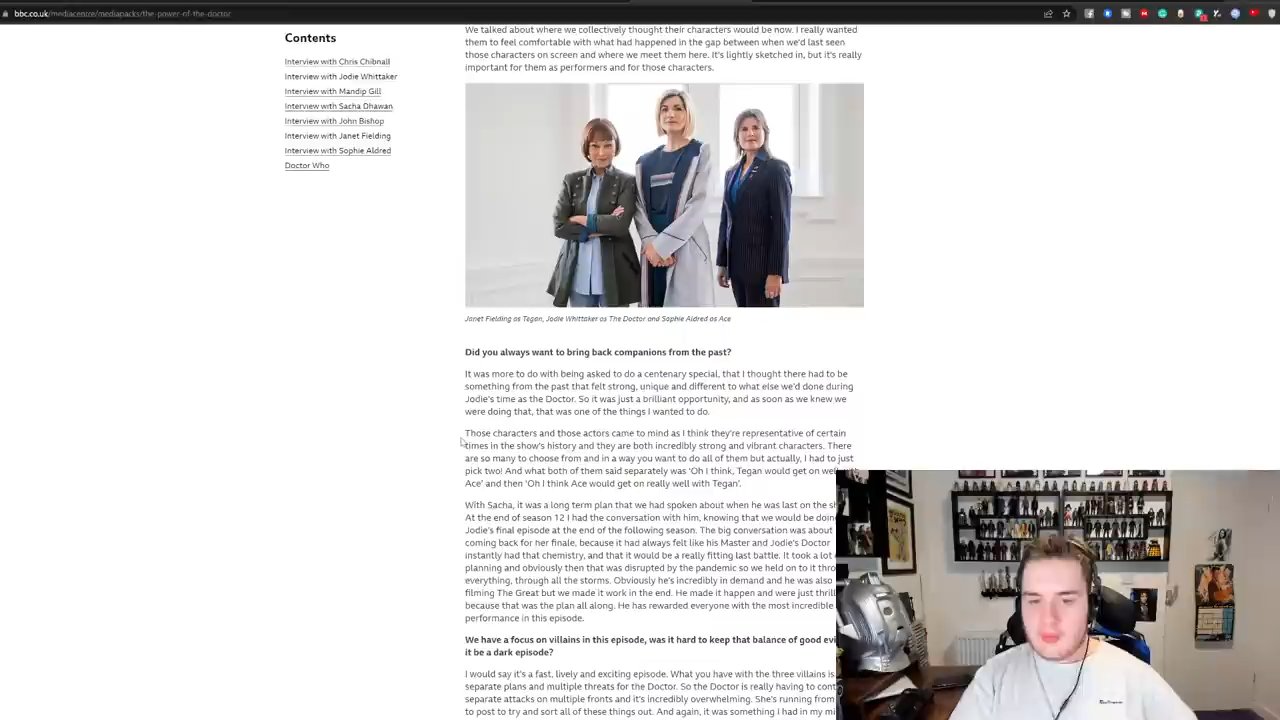 bbc.co.uk/mediacentre/mediapacks/the-power-of-the-doctor
Contents
Interview with Chris Chibnall
Interview with Jodie Whittaker
Interview with Mandip Gill
Interview with Sacha Dhawan
Interview with John Bishop
Interview with Janet Fielding
Interview with Sophie Aldred
Doctor Who
We talked about where we collectively thought their characters would be now. I really wanted
them to feel comfortable with what had happened in the gap between when we'd last seen
those characters on screen and where we meet them here. It's lightly sketched in, but it's really
important for them as performers and for those characters.
Janet Fielding as Tegan, Jodie Whittaker as The Doctor and Sophie Aldred as Ace
Did you always want to bring back companions from the past?
It was more to do with being asked to do a centenary special, that I thought there had to be
something from the past that felt strong, unique and different to what else we'd done during
Jodie's time as the Doctor. So it was just a brilliant opportunity, and as soon as we knew we
were doing that, that was one of the things I wanted to do.
Those characters and those actors came to mind as I think they're representative of certain
times in the show's history and they are both incredibly strong and vibrant characters. There
are so many to choose from and in a way you want to do all of them but actually, I had to just
pick two! And what both of them said separately was 'Oh I think, Tegan would get on well
Ace' and then 'Oh I think Ace would get on really well with Tegan'.
With Sacha, it was a long term plan that we had spoken about when he was last on the
At the end of season 12 I had the conversation with him, knowing that we would be
Jodie's final episode at the end of the following season. The big conversation was about
coming back for her finale, because it had always felt like his Master and Jodie's Doctor
instantly had that chemistry, and that it would be a really fitting last battle. It took a lot
planning and obviously then that was disrupted by the pandemic so we held on to it
everything, through all the storms. Obviously he's incredibly in demand and he was also
filming The Great but we made it work in the end. He made it happen and were just
because that was the plan all along. He has rewarded everyone with the most incredible
performance in this episode.
We have a focus on villains in this episode, was it hard to keep that balance of good
it be a dark episode?
I would say it's a fast, lively and exciting episode. What you have with the three villains is
separate plans and multiple threats for the Doctor. So the Doctor is really having to
separate attacks on multiple fronts and it's incredibly overwhelming. She's running from
to post to try and sort all of these things out. And again, it was something I had in my